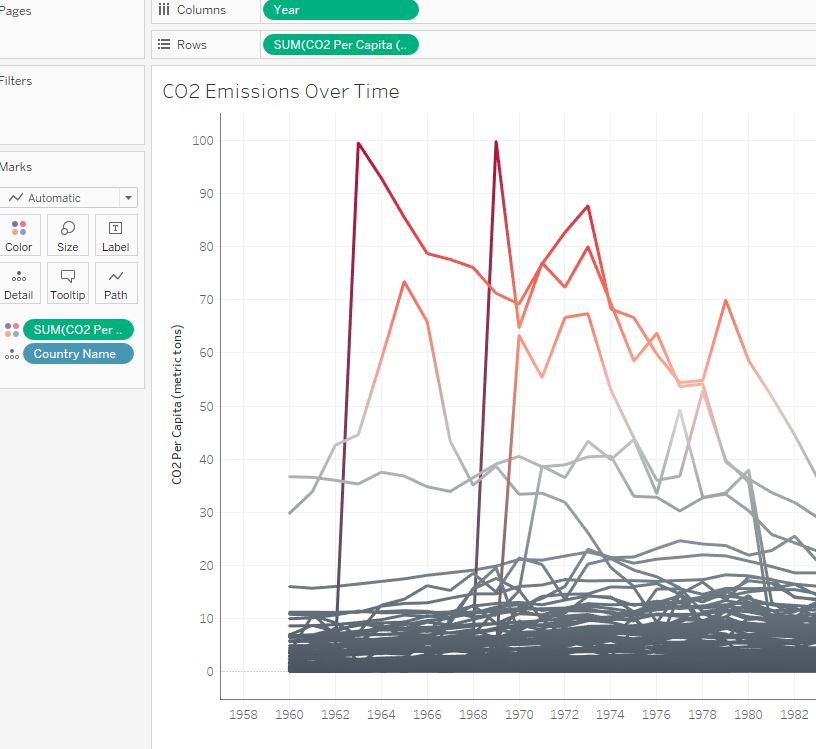 Pages
Columns
Year
Rows
SUM(CO2 Per Capita (..
Filters
CO2 Emissions Over Time
Marks
Automatic
Color
Size
Label
Detail
Tooltip
Path
SUM(CO2 Per ..
Country Name
CO2 Per Capita (metric tons)
100
90
80
70
60
50
40
30
20
10
0
1958 1960 1962 1964 1966 1968 1970 1972 1974 1976 1978 1980 1982